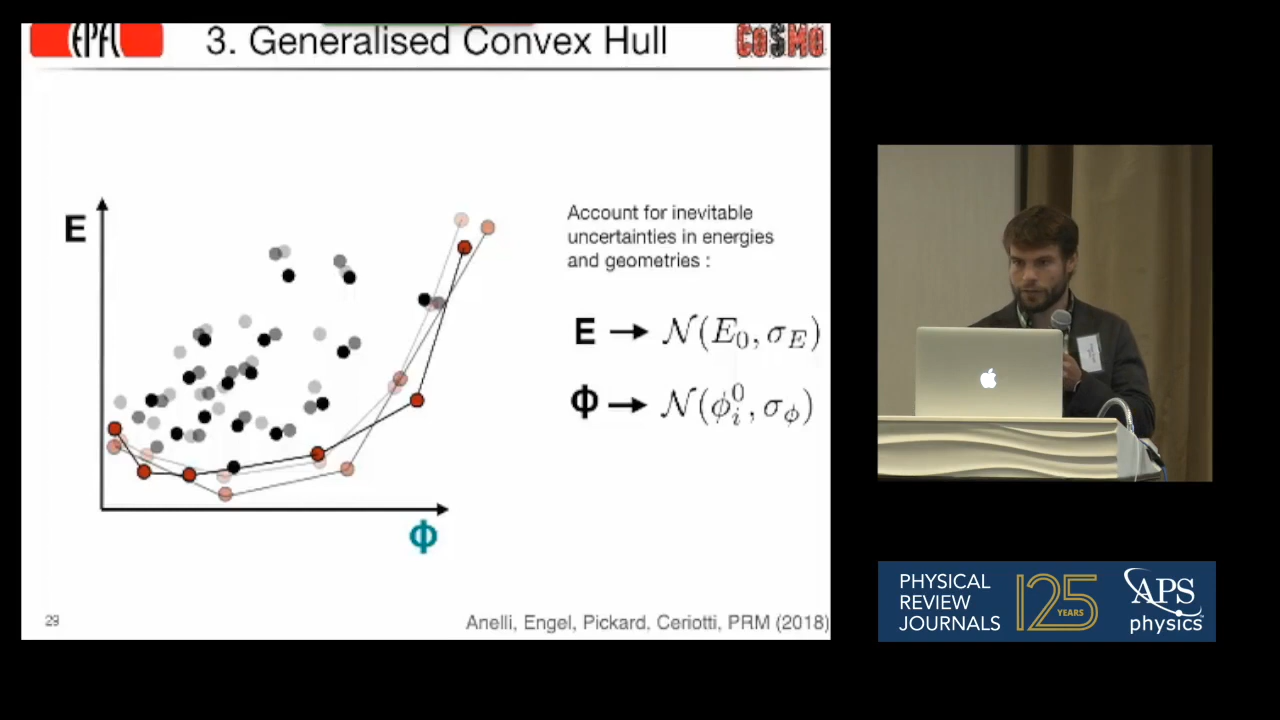 EPFL
3. Generalised Convex Hull
COSMO
E
Φ
Account for inevitable
uncertainties in energies
and geometries :
E → 𝒩(E₀, σ_E)
Φ → 𝒩(ϕᵢ⁰, σ_ϕ)
29
Anelli, Engel, Pickard, Ceriotti, PRM (2018)
PHYSICAL
REVIEW
JOURNALS
125
YEARS
APS
physics